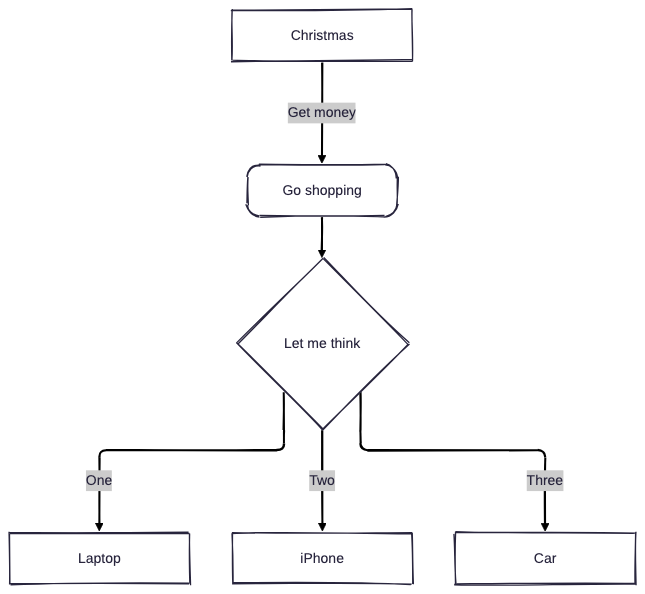 Christmas
Get money
Go shopping
Let me think
One
Two
Three
Laptop
iPhone
Car